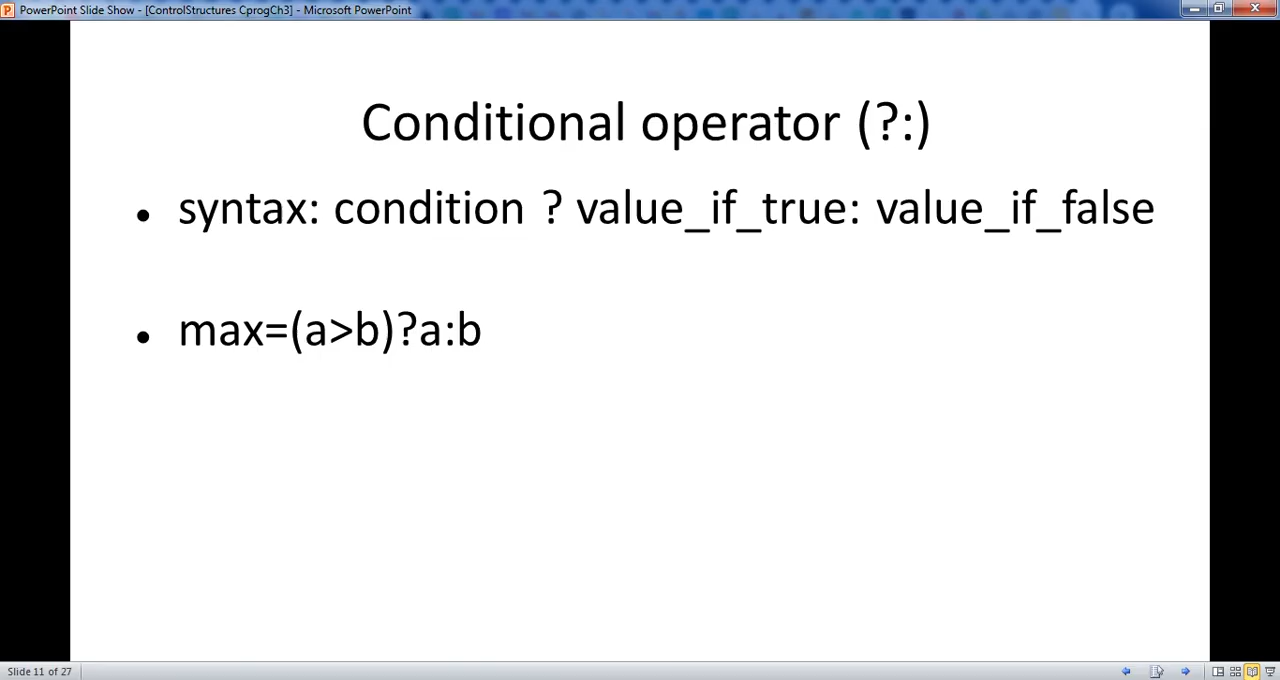 PowerPoint Slide Show - [ControlStructures CprogCh3] - Microsoft PowerPoint
Conditional operator (?:)
• syntax: condition ? value_if_true: value_if_false
• max=(a>b)?a:b
Slide 11 of 27